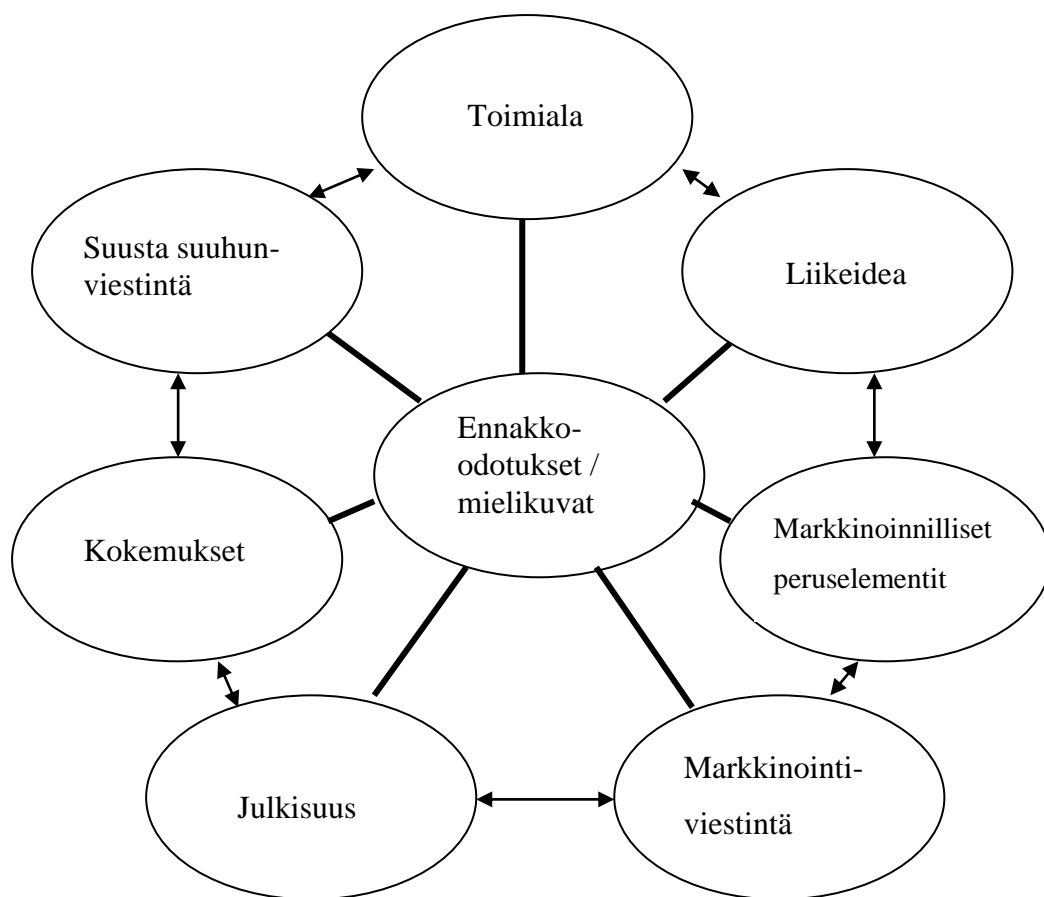 Toimiala
Suusta suuhun-
viestintä
Liikeidea
Ennakko-
odotukset /
mielikuvat
Kokemukset
Markkinoinnilliset
peruselementit
Julkisuus
Markkinointi-
viestintä